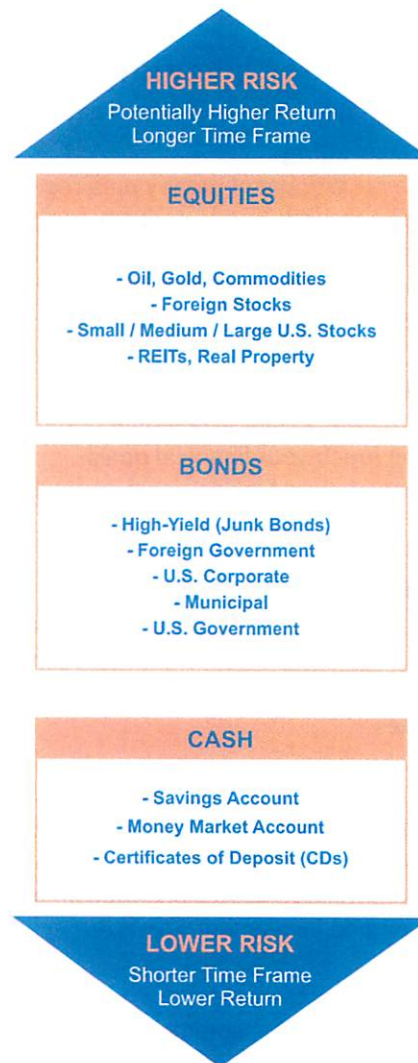 HIGHER RISK
Potentially Higher Return
Longer Time Frame
EQUITIES
- Oil, Gold, Commodities
- Foreign Stocks
- Small / Medium / Large U.S. Stocks
- REITs, Real Property
BONDS
- High-Yield (Junk Bonds)
- Foreign Government
- U.S. Corporate
- Municipal
- U.S. Government
CASH
- Savings Account
- Money Market Account
- Certificates of Deposit (CDs)
LOWER RISK
Shorter Time Frame
Lower Return